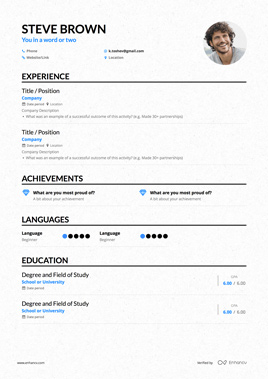 STEVE BROWN
You in a word or two
Phone
Website/Link
Location
EXPERIENCE
Title / Position
Company
Date period Location
Company Description
• What was an example of a successful outcome of this activity? (e.g. Made 30+ partnerships)
Title / Position
Company
Date period Location
Company Description
• What was an example of a successful outcome of this activity? (e.g. Made 30+ partnerships)
ACHIEVEMENTS
What are you most proud of?
A bit about your achievement
What are you most proud of?
A bit about your achievement
LANGUAGES
Language
Beginner
Language
Beginner
EDUCATION
Degree and Field of Study
School or University
Date period
GPA
6.00 / 6.00
Degree and Field of Study
School or University
Date period
GPA
6.00 / 6.00
www.enhancv.com
enhancv